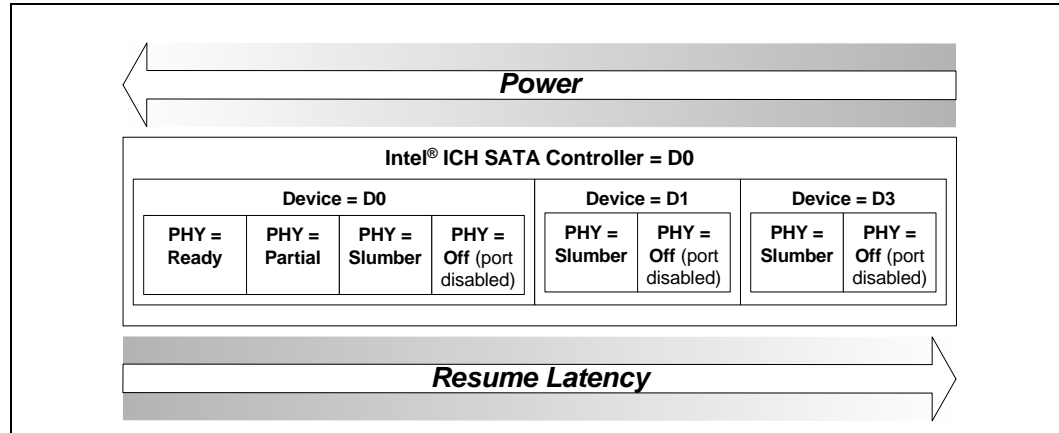 Power
Intel® ICH SATA Controller = D0
Device = D0
PHY =
Ready
PHY =
Partial
PHY =
Slumber
PHY =
Off (port
disabled)
Device = D1
PHY =
Slumber
PHY =
Off (port
disabled)
Device = D3
PHY =
Slumber
PHY =
Off (port
disabled)
Resume Latency